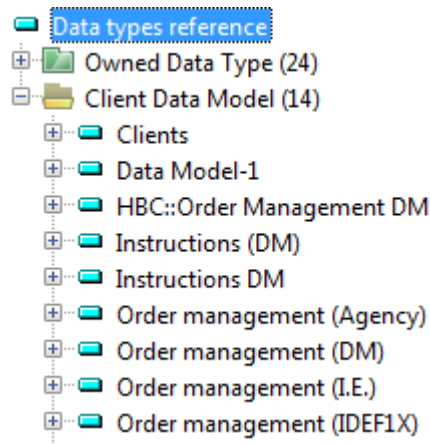 Data types reference
Owned Data Type (24)
Client Data Model (14)
Clients
Data Model-1
HBC::Order Management DM
Instructions (DM)
Instructions DM
Order management (Agency)
Order management (DM)
Order management (I.E.)
Order management (IDEF1X)